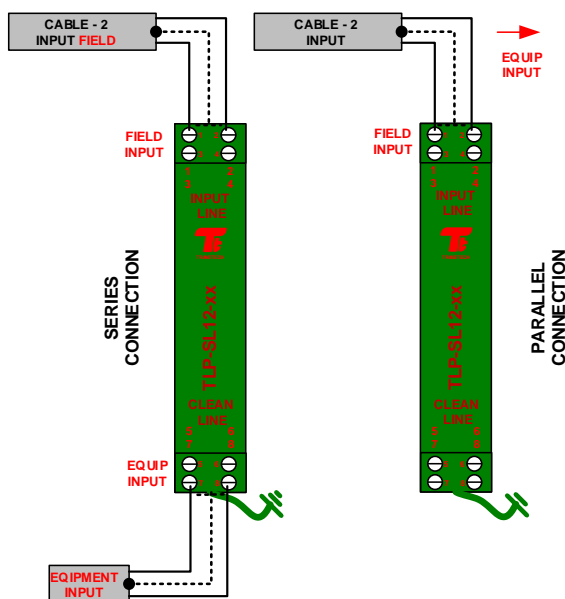 CABLE - 2
INPUT FIELD
CABLE - 2
INPUT
EQUIP
INPUT
FIELD
INPUT
1 2
3 2
INPUT
LINE
TLP-SL12-xx
CLEAN
LINE
5 6
7 8
EQUIP
INPUT
SERIES
CONNECTION
EQIPMENT
INPUT
FIELD
INPUT
1 3
3 4
INPUT
LINE
TLP-SL12-xx
CLEAN
LINE
5 6
7 8
PARALLEL
CONNECTION